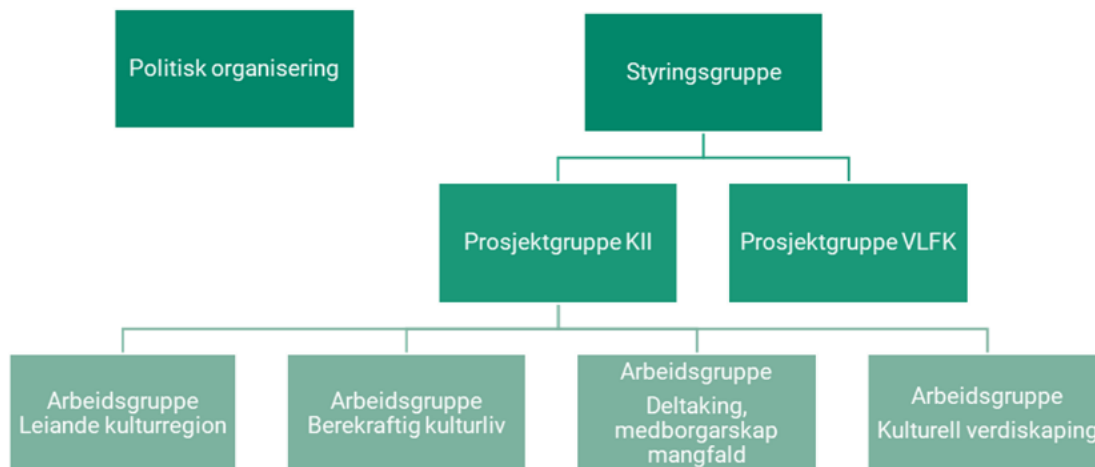 Politisk organisering
Styringsgruppe
Prosjektgruppe KII
Prosjektgruppe VLFK
Arbeidsgruppe
Leiande kulturregion
Arbeidsgruppe
Berekraftig kulturliv
Arbeidsgruppe
Deltaking,
medborgarskap
mangfald
Arbeidsgruppe
Kulturell verdiskaping